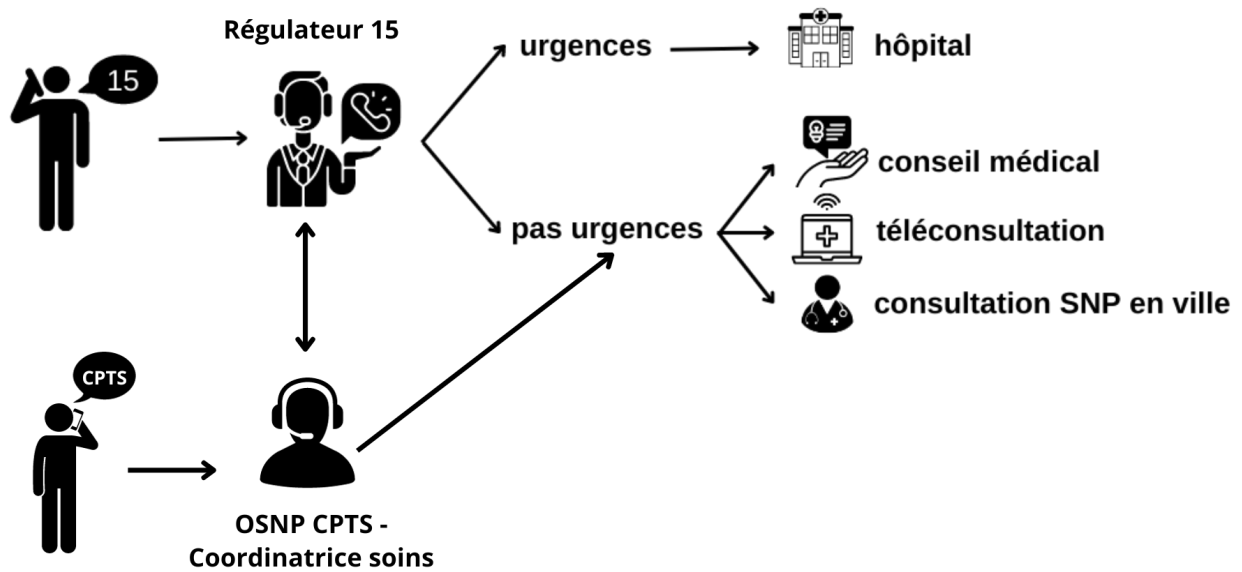 Régulateur 15
15
urgences
hôpital
conseil médical
téléconsultation
pas urgences
consultation SNP en ville
CPTS
OSNP CPTS -
Coordinatrice soins